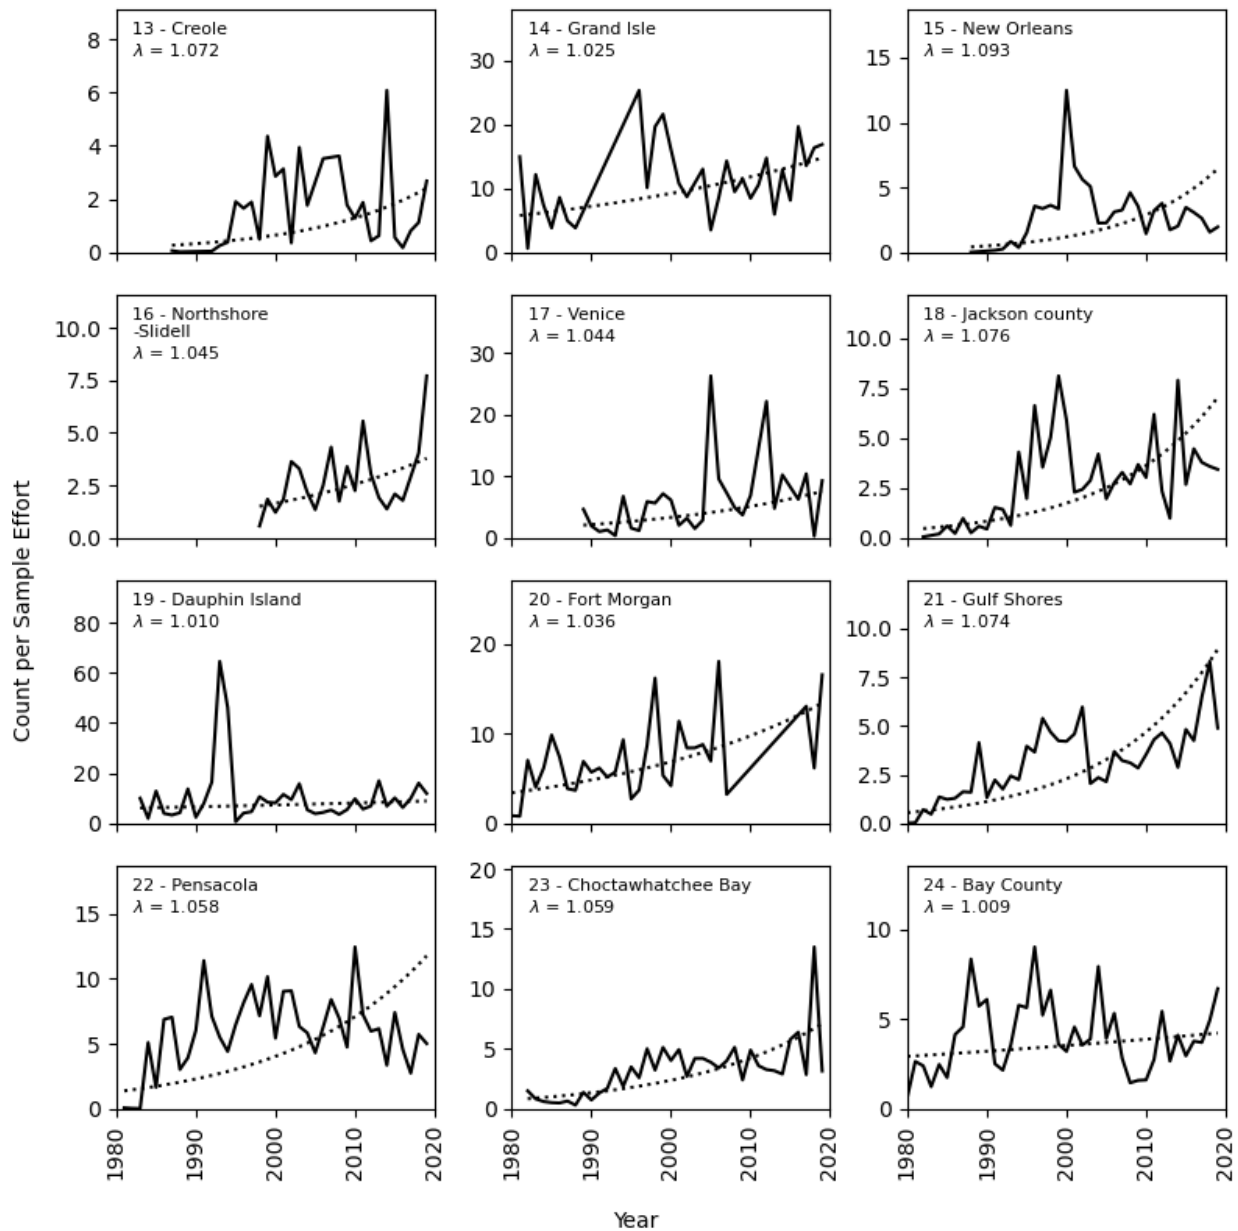 13 - Creole
λ = 1.072
8
6
4
2
0
14 - Grand Isle
λ = 1.025
30
20
10
0
15 - New Orleans
λ = 1.093
15
10
5
0
16 - Northshore
-Slidell
λ = 1.045
10.0
7.5
5.0
2.5
0.0
17 - Venice
λ = 1.044
30
20
10
0
18 - Jackson county
λ = 1.076
10.0
7.5
5.0
2.5
0.0
Count per Sample Effort
19 - Dauphin Island
λ = 1.010
80
60
40
20
0
20 - Fort Morgan
λ = 1.036
20
10
0
21 - Gulf Shores
λ = 1.074
10.0
7.5
5.0
2.5
0.0
22 - Pensacola
λ = 1.058
15
10
5
0
1980
1990
2000
2010
2020
23 - Choctawhatchee Bay
λ = 1.059
20
15
10
5
0
1980
1990
2000
2010
2020
24 - Bay County
λ = 1.009
10
5
0
1980
1990
2000
2010
2020
Year